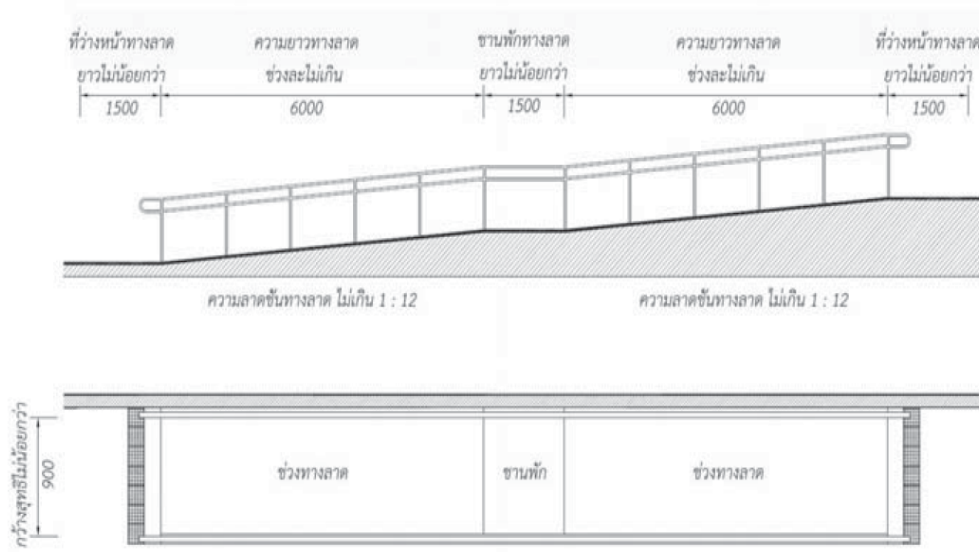 ที่ว่างหน้าทางลาด
ยาวไม่น้อยกว่า
1500
ความยาวทางลาด
ช่วงละไม่เกิน
6000
ชานพักทางลาด
ยาวไม่น้อยกว่า
1500
ความยาวทางลาด
ช่วงละไม่เกิน
6000
ที่ว่างหน้าทางลาด
ยาวไม่น้อยกว่า
1500
ความลาดชันทางลาด ไม่เกิน 1 : 12
ความลาดชันทางลาด ไม่เกิน 1 : 12
กว้างสุทธิไม่น้อยกว่า
900
ช่วงทางลาด
ชานพัก
ช่วงทางลาด